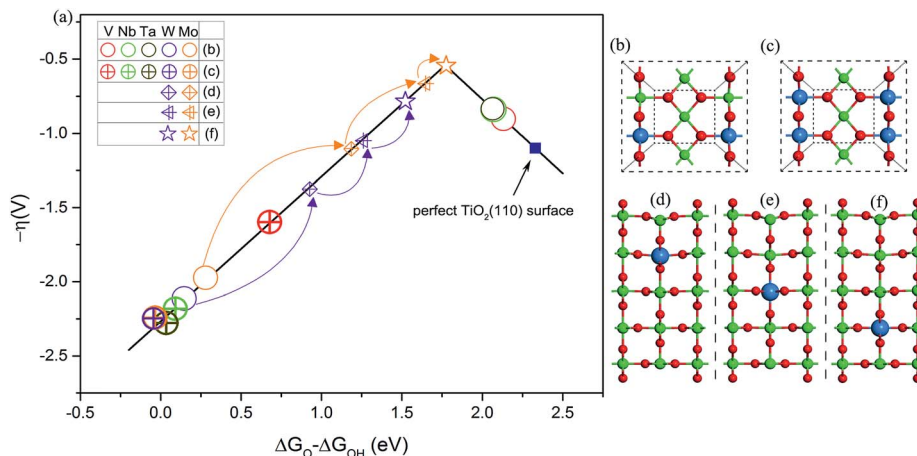 (a)
V Nb Ta W Mo
(b)
(c)
(d)
(e)
(f)
-0.5
-1.0
-1.5
-2.0
-2.5
−η(V)
perfect TiO2(110) surface
-0.5 0.0 0.5 1.0 1.5 2.0 2.5
ΔGO-ΔGOH (eV)
(b) (c)
(d) (e) (f)